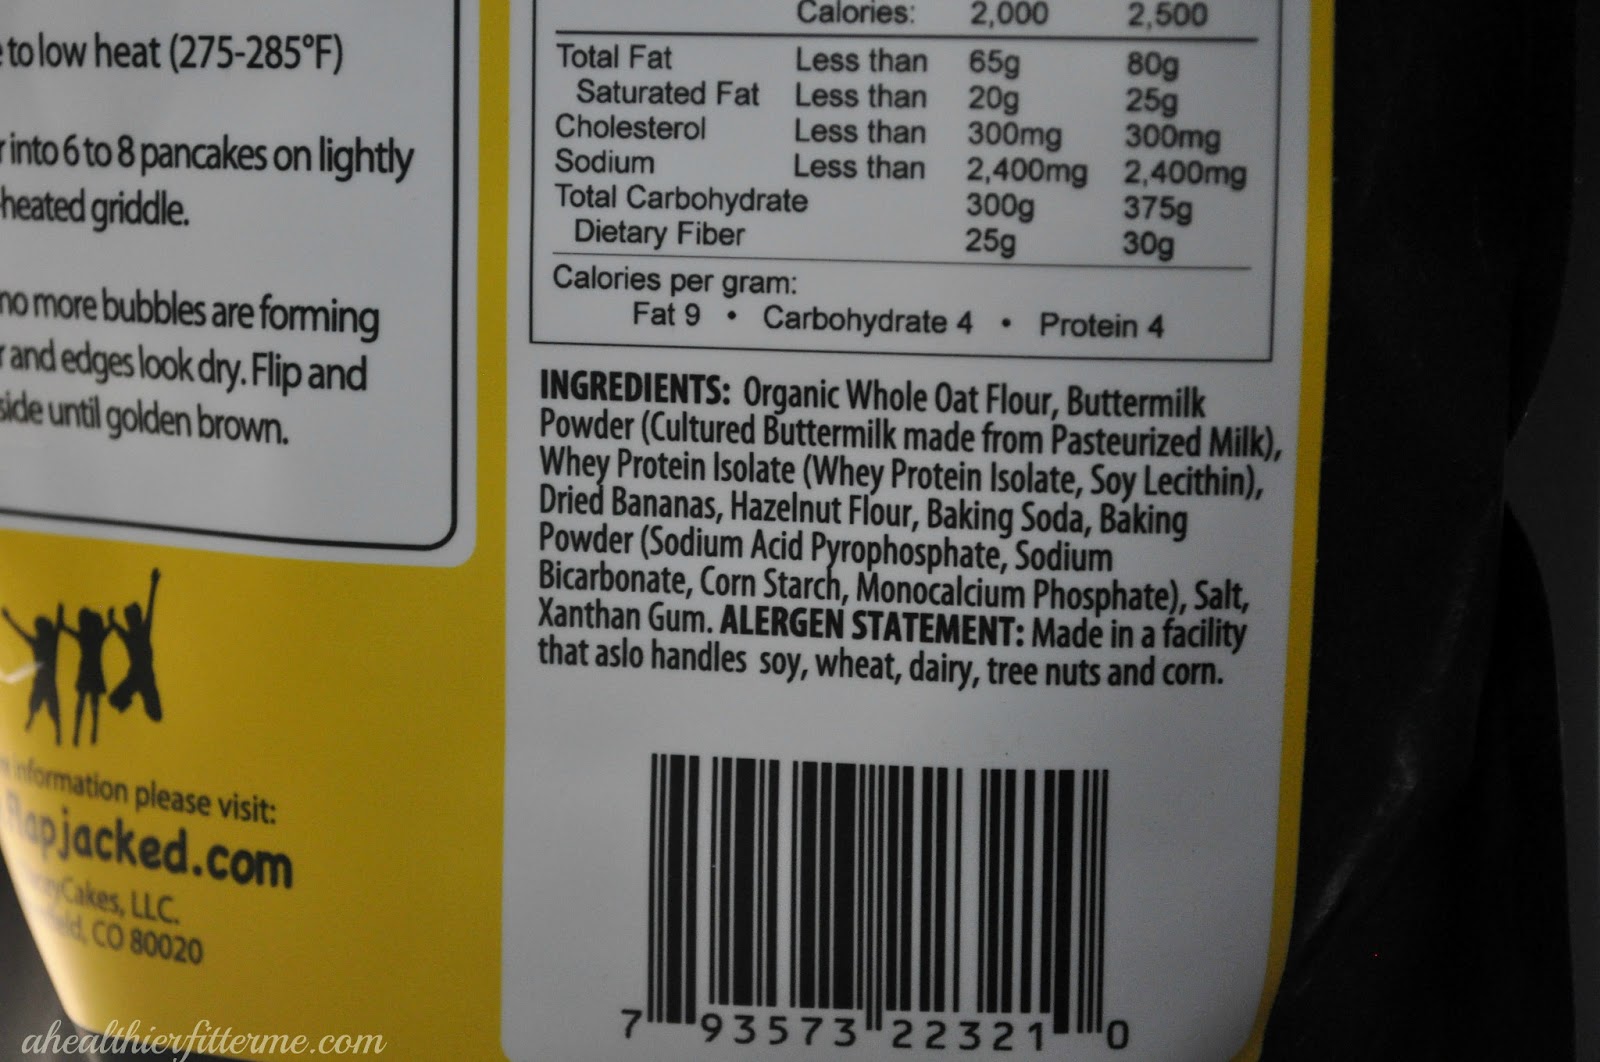 to low heat (275-285°F)
into 6 to 8 pancakes on lightly
heated griddle.
no more bubbles are forming
and edges look dry. Flip and
side until golden brown.
information please visit:
flapjacked.com
Cakes, LLC.
CO 80020
Calories: 2,000 2,500
Total Fat Less than 65g 80g
Saturated Fat Less than 20g 25g
Cholesterol Less than 300mg 300mg
Sodium Less than 2,400mg 2,400mg
Total Carbohydrate 300g 375g
Dietary Fiber 25g 30g
Calories per gram:
Fat 9 • Carbohydrate 4 • Protein 4
INGREDIENTS: Organic Whole Oat Flour, Buttermilk
Powder (Cultured Buttermilk made from Pasteurized Milk),
Whey Protein Isolate (Whey Protein Isolate, Soy Lecithin),
Dried Bananas, Hazelnut Flour, Baking Soda, Baking
Powder (Sodium Acid Pyrophosphate, Sodium
Bicarbonate, Corn Starch, Monocalcium Phosphate), Salt,
Xanthan Gum. ALERGEN STATEMENT: Made in a facility
that aslo handles soy, wheat, dairy, tree nuts and corn.
7 93573 22321 0
ahealthierfitterme.com